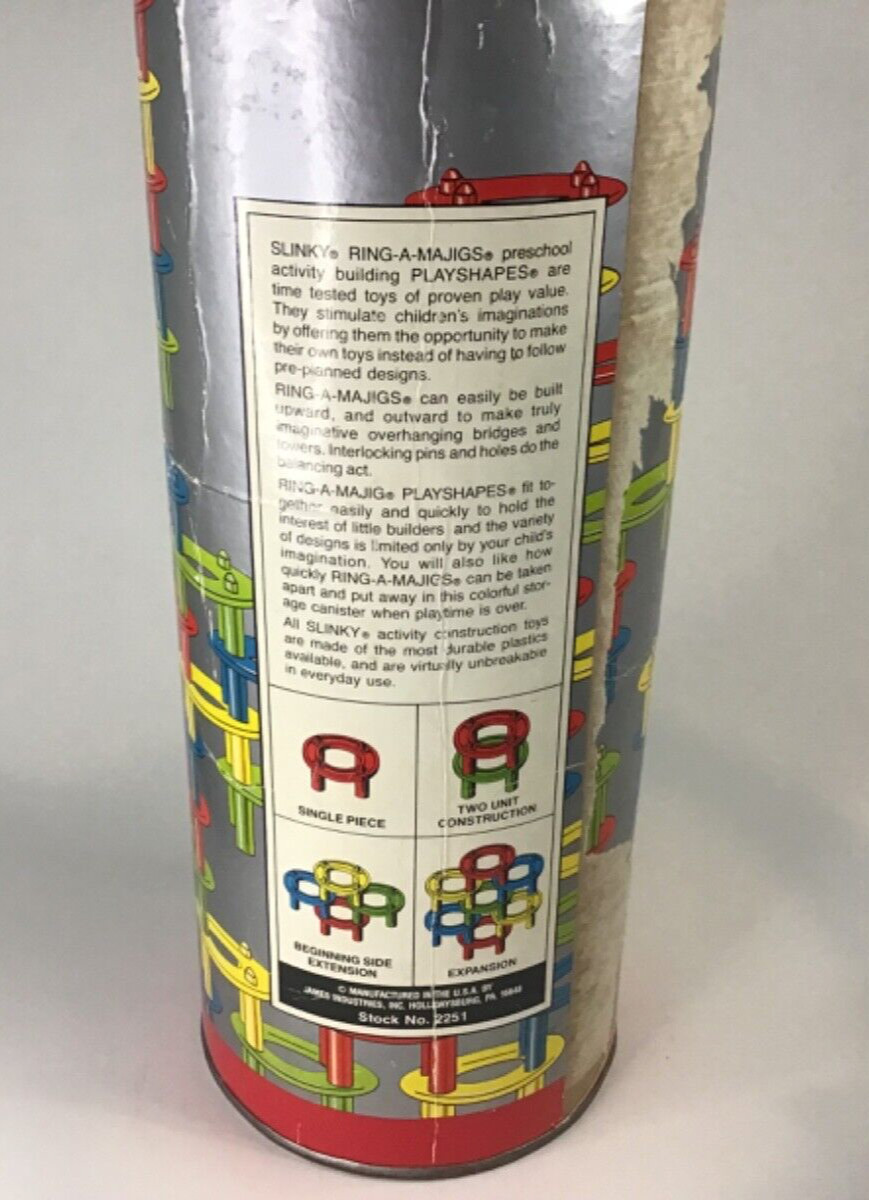 SLINKY® RING-A-MAJIGS® preschool
activity building PLAYSHAPES® are
time tested toys of proven play value.
They stimulate children's imaginations
by offering them the opportunity to make
their own toys instead of having to follow
pre-planned designs.
RING-A-MAJIGS® can easily be built
upward, and outward to make truly
imaginative overhanging bridges and
towers. Interlocking pins and holes do the
balancing act.
RING-A-MAJIG® PLAYSHAPES® fit to-
gether easily and quickly to hold the
interest of little builders and the variety
of designs is limited only by your child's
imagination. You will also like how
quickly RING-A-MAJIGS® can be taken
apart and put away in this colorful stor-
age canister when playtime is over.
All SLINKY® activity construction toys
are made of the most durable plastics
available, and are virtually unbreakable
in everyday use.
SINGLE PIECE
TWO UNIT
CONSTRUCTION
BEGINNING SIDE
EXTENSION
EXPANSION
© MANUFACTURED IN THE U.S.A. BY
JAMES INDUSTRIES, INC. HOLLIDAYSBURG, PA. 16648
Stock No. 2251